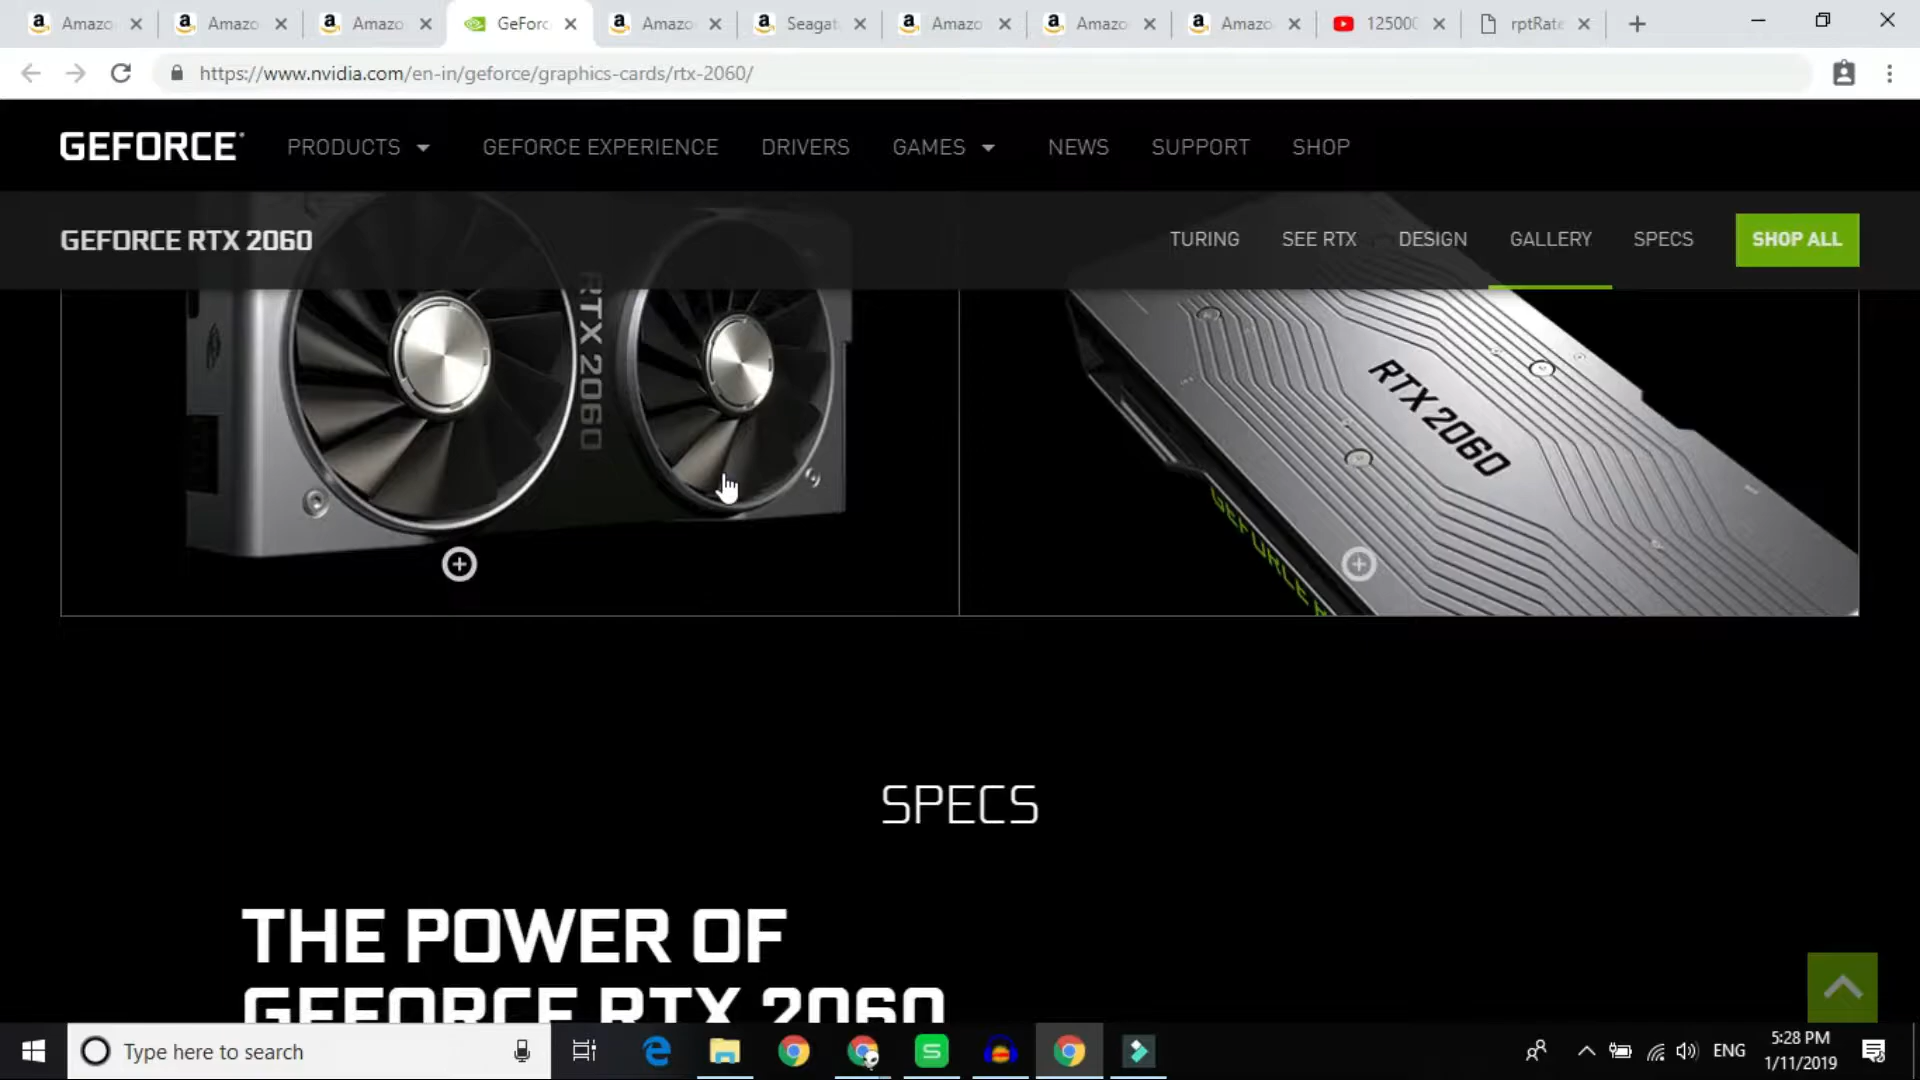 Amazo
Amazo
Amazo
GeForc
Amazo
Seagat
Amazo
Amazo
Amazo
12500
rptRate
https://www.nvidia.com/en-in/geforce/graphics-cards/rtx-2060/
GEFORCE
PRODUCTS
GEFORCE EXPERIENCE
DRIVERS
GAMES
NEWS
SUPPORT
SHOP
GEFORCE RTX 2060
TURING
SEE RTX
DESIGN
GALLERY
SPECS
SHOP ALL
RTX 2060
RTX 2060
GEFORCE
SPECS
THE POWER OF
GEFORCE RTX 2060
Type here to search
ENG
5:28 PM
1/11/2019